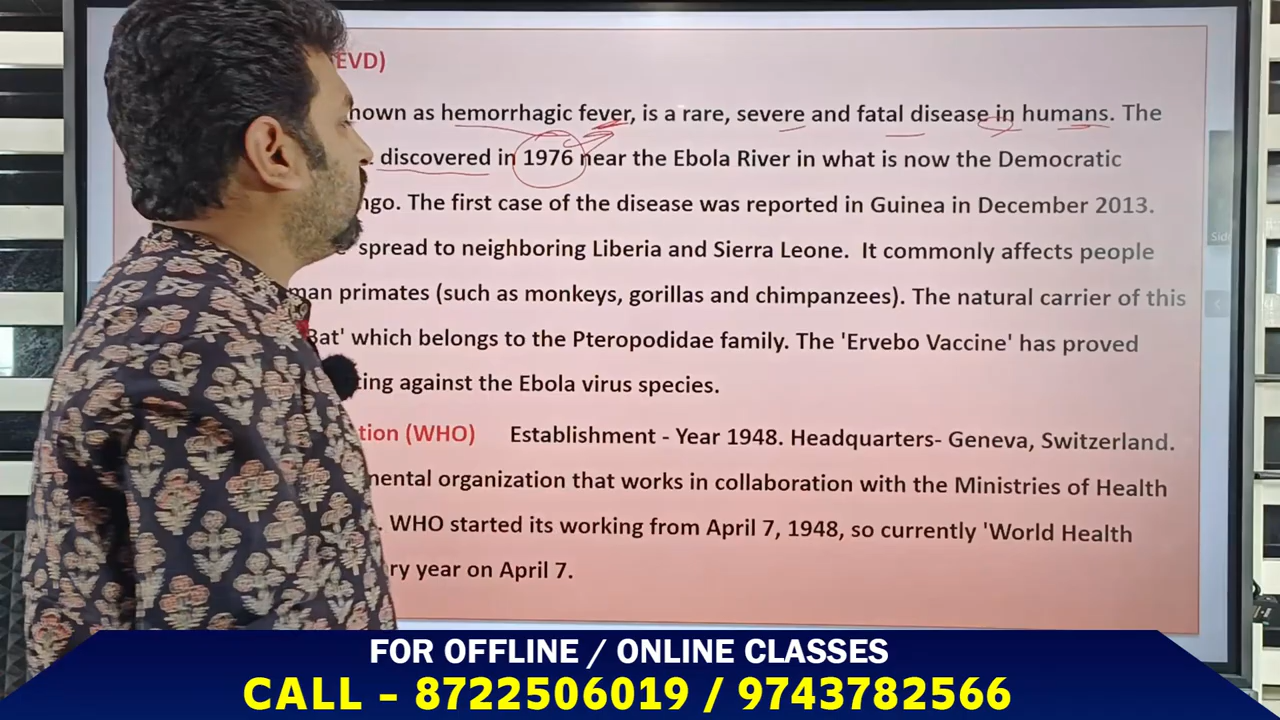 EVD)
hown as hemorrhagic fever, is a rare, severe and fatal disease in humans. The
discovered in 1976 near the Ebola River in what is now the Democratic
ngo. The first case of the disease was reported in Guinea in December 2013.
spread to neighboring Liberia and Sierra Leone. It commonly affects people
man primates (such as monkeys, gorillas and chimpanzees). The natural carrier of this
Bat' which belongs to the Pteropodidae family. The 'Ervebo Vaccine' has proved
ting against the Ebola virus species.
tion (WHO) Establishment - Year 1948. Headquarters- Geneva, Switzerland.
mental organization that works in collaboration with the Ministries of Health
. WHO started its working from April 7, 1948, so currently 'World Health
ry year on April 7.
FOR OFFLINE / ONLINE CLASSES
CALL - 8722506019 / 9743782566